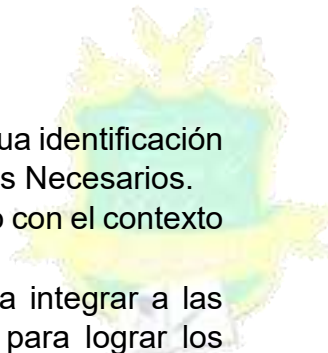 ua identificación
s Necesarios.
o con el contexto
a integrar a las
para lograr los